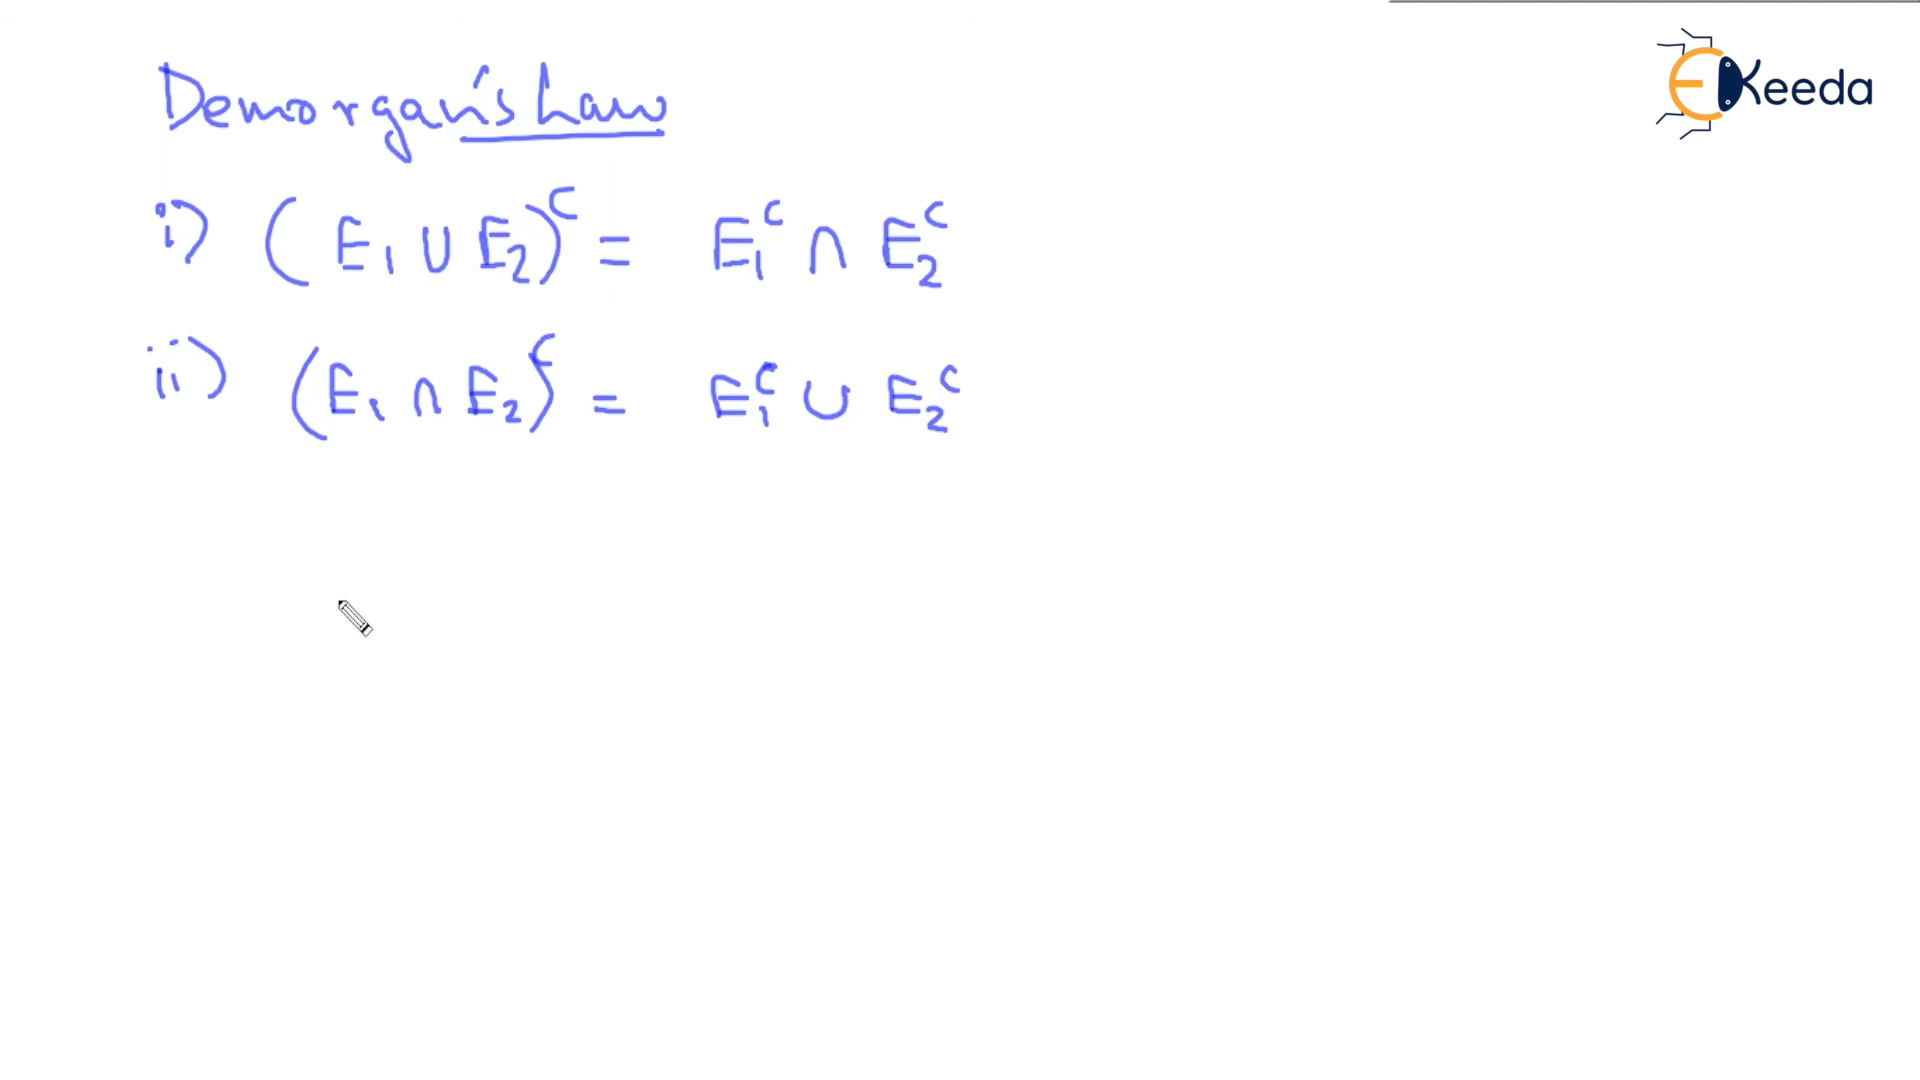 Demorgan's Law
EKeeda
i) (E₁ ∪ E₂)ᶜ = E₁ᶜ ∩ E₂ᶜ
ii) (E₁ ∩ E₂)ᶜ = E₁ᶜ ∪ E₂ᶜ